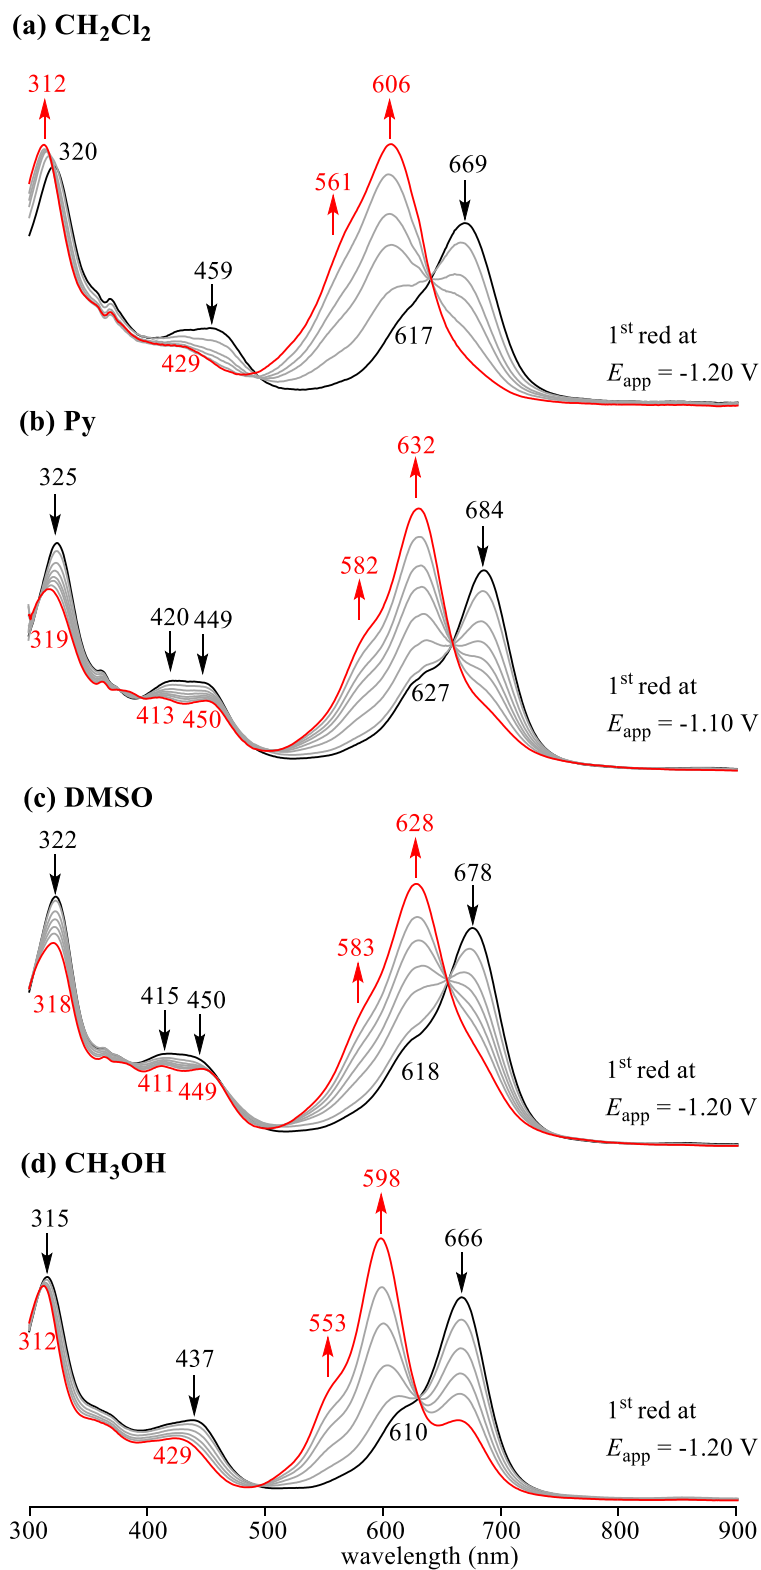 (a) CH₂Cl₂
312
606
320
669
561
459
617
429
1st red at
Eapp = -1.20 V
(b) Py
632
325
684
582
420 449
319
627
413 450
1st red at
Eapp = -1.10 V
(c) DMSO
628
322
678
583
415 450
318
618
411 449
1st red at
Eapp = -1.20 V
(d) CH₃OH
598
315
666
553
312
437
610
429
1st red at
Eapp = -1.20 V
300 400 500 600 700 800 900
wavelength (nm)